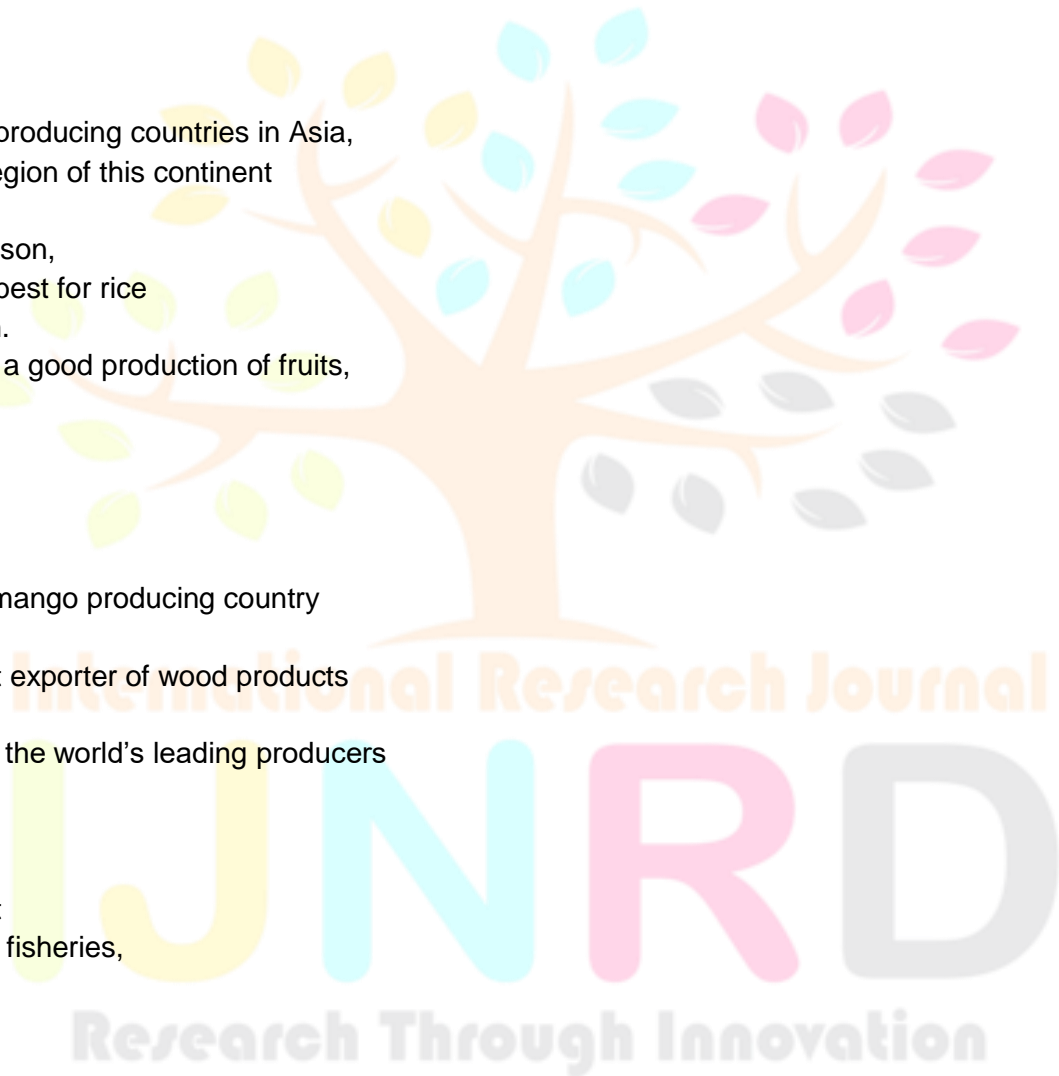 producing countries in Asia,
egion of this continent
son,
best for rice
a good production of fruits,
mango producing country
exporter of wood products
International Research Journal
the world's leading producers
fisheries,
IJNRD
Research Through Innovation